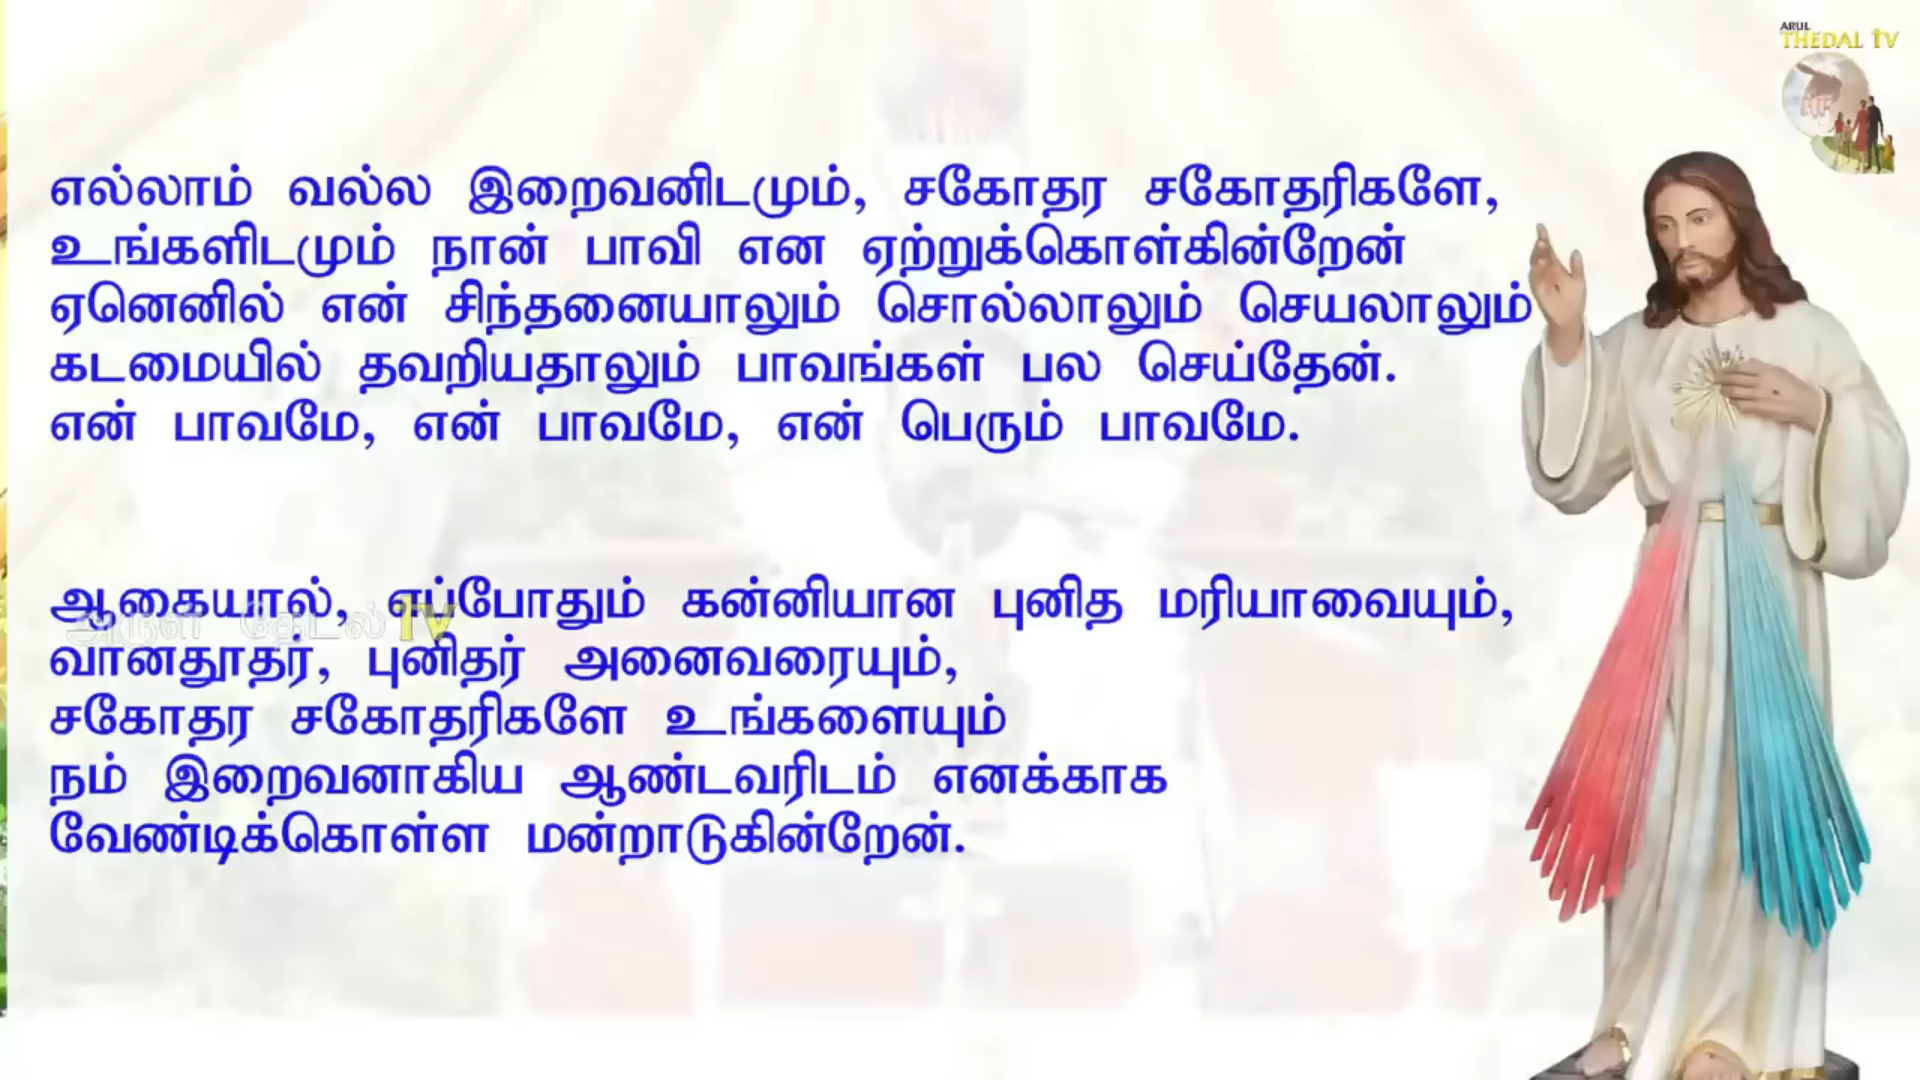 ARUL
THEDAL TV
எல்லாம் வல்ல இறைவனிடமும், சகோதர சகோதரிகளே,
உங்களிடமும் நான் பாவி என ஏற்றுக்கொள்கின்றேன்
ஏனெனில் என் சிந்தனையாலும் சொல்லாலும் செயலாலும்
கடமையில் தவறியதாலும் பாவங்கள் பல செய்தேன்.
என் பாவமே, என் பாவமே, என் பெரும் பாவமே.
ஆகையால், எப்போதும் கன்னியான புனித மரியாவையும்,
அருள் தேடல் TV
வானதூதர், புனிதர் அனைவரையும்,
சகோதர சகோதரிகளே உங்களையும்
நம் இறைவனாகிய ஆண்டவரிடம் எனக்காக
வேண்டிக்கொள்ள மன்றாடுகின்றேன்.